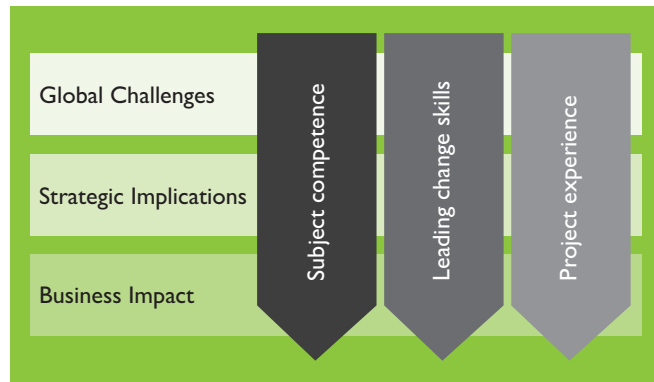 Global Challenges
Strategic Implications
Business Impact
Subject competence
Leading change skills
Project experience